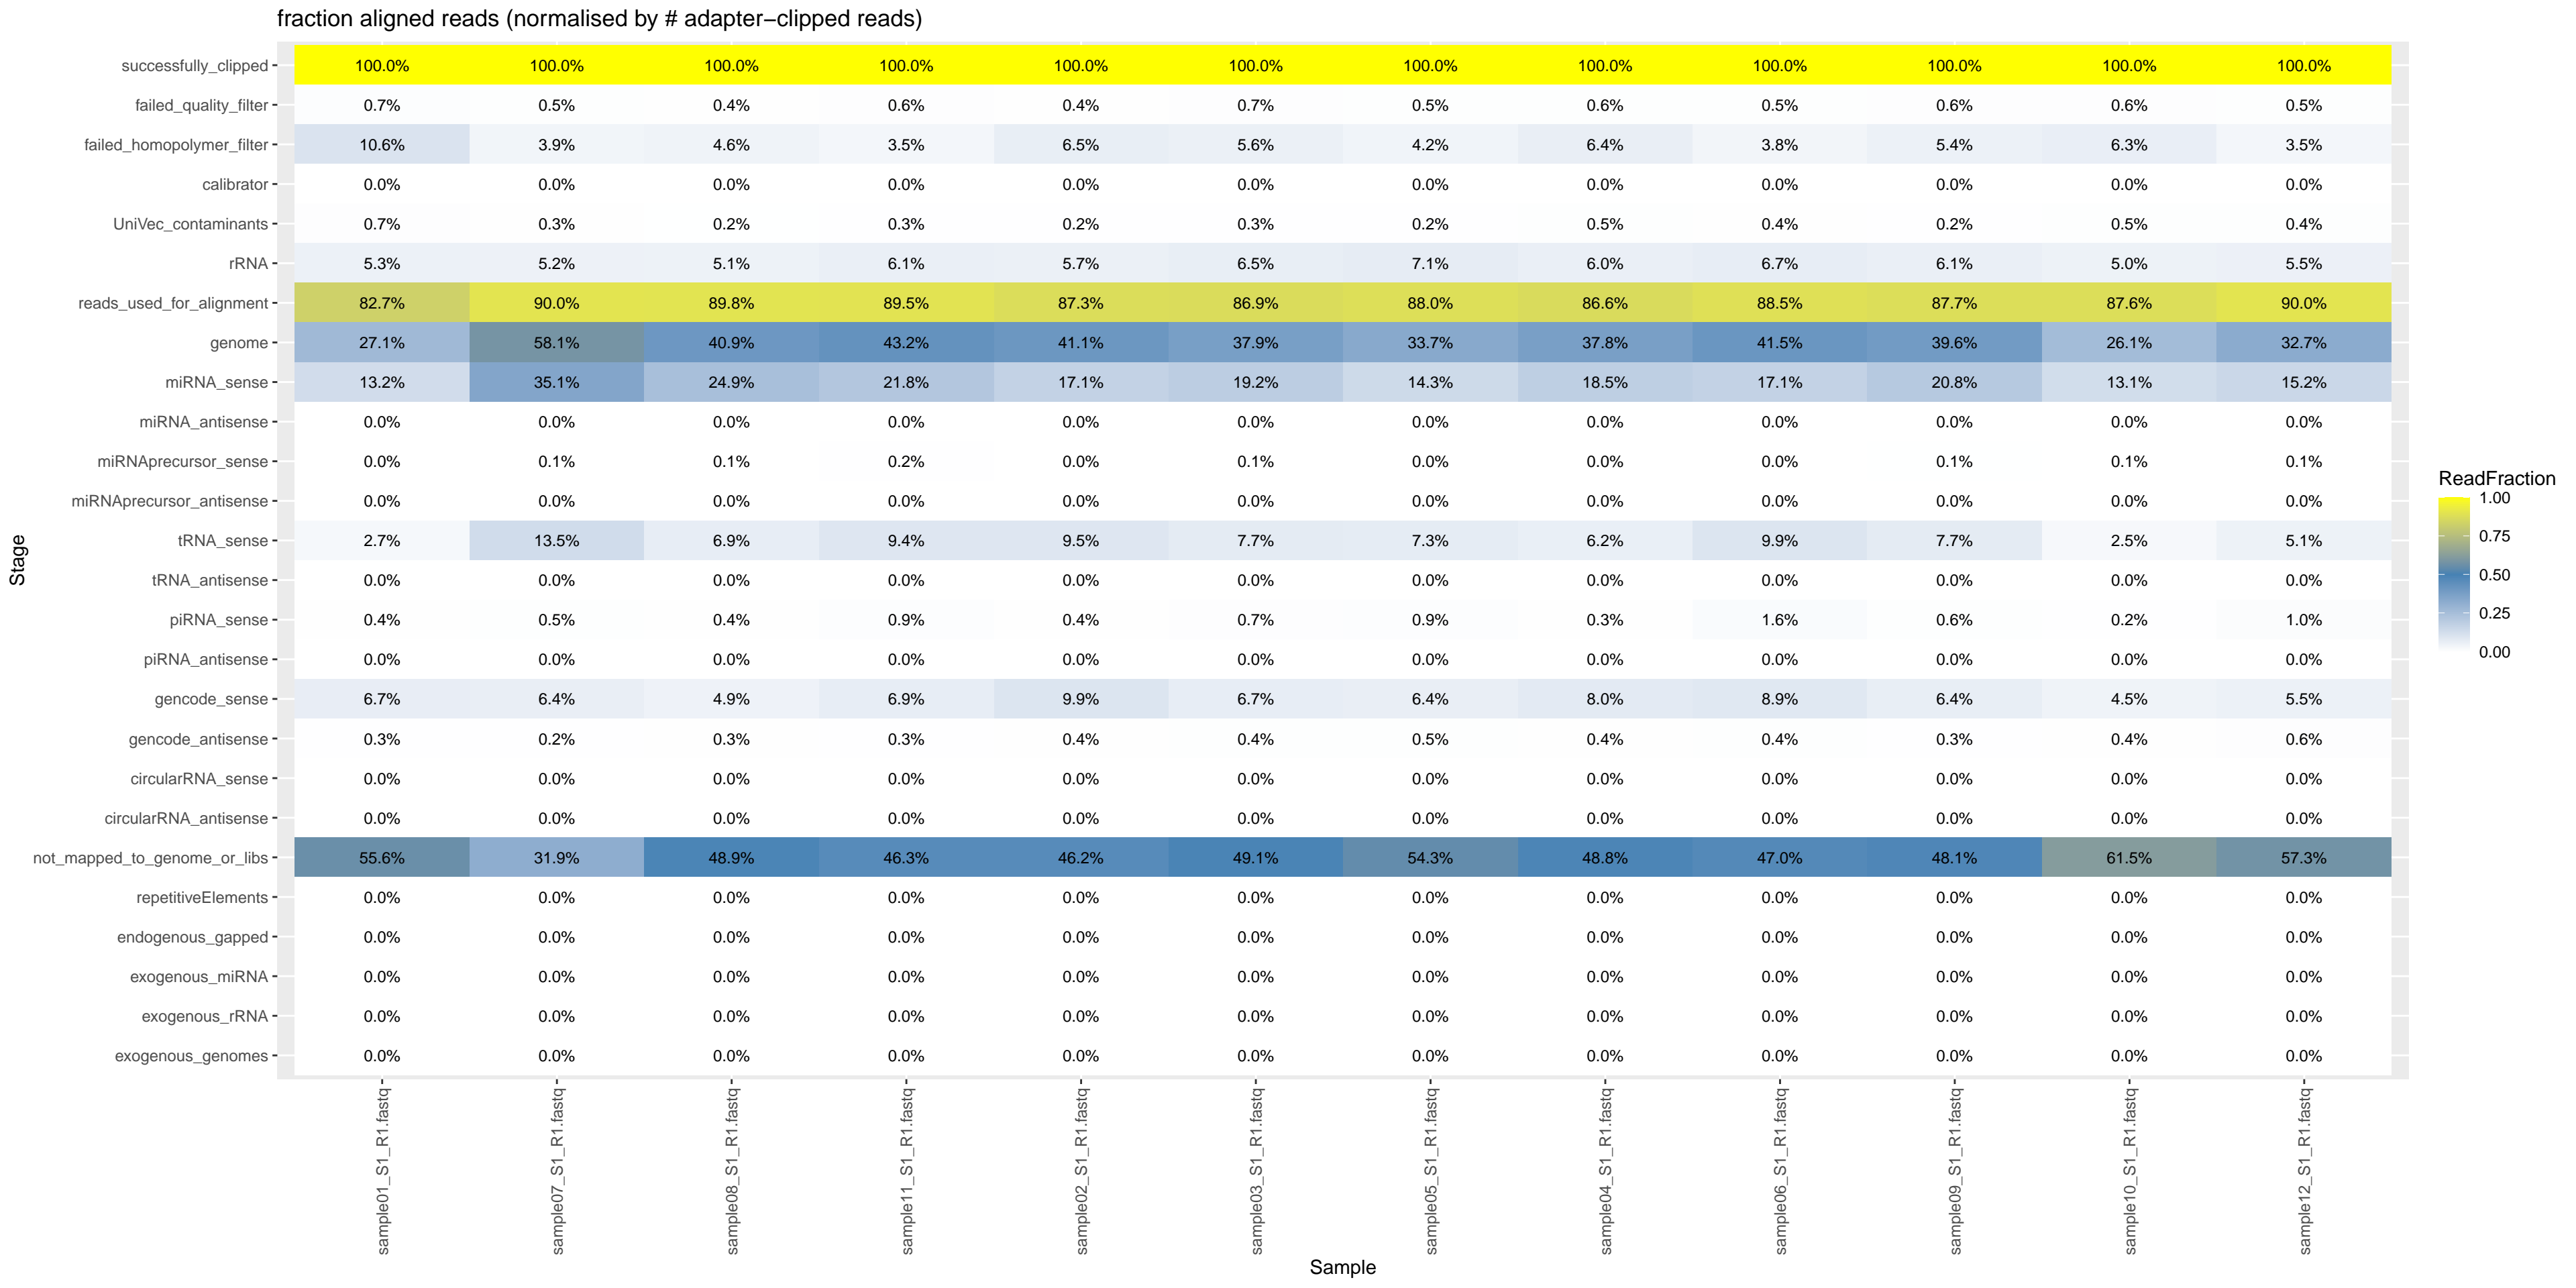 fraction aligned reads (normalised by # adapter−clipped reads)
successfully_clipped 100.0% 100.0% 100.0% 100.0% 100.0% 100.0% 100.0% 100.0% 100.0% 100.0% 100.0% 100.0%
failed_quality_filter 0.7% 0.5% 0.4% 0.6% 0.4% 0.7% 0.5% 0.6% 0.5% 0.6% 0.6% 0.5%
failed_homopolymer_filter 10.6% 3.9% 4.6% 3.5% 6.5% 5.6% 4.2% 6.4% 3.8% 5.4% 6.3% 3.5%
calibrator 0.0% 0.0% 0.0% 0.0% 0.0% 0.0% 0.0% 0.0% 0.0% 0.0% 0.0% 0.0%
UniVec_contaminants 0.7% 0.3% 0.2% 0.3% 0.2% 0.3% 0.2% 0.5% 0.4% 0.2% 0.5% 0.4%
rRNA 5.3% 5.2% 5.1% 6.1% 5.7% 6.5% 7.1% 6.0% 6.7% 6.1% 5.0% 5.5%
reads_used_for_alignment 82.7% 90.0% 89.8% 89.5% 87.3% 86.9% 88.0% 86.6% 88.5% 87.7% 87.6% 90.0%
genome 27.1% 58.1% 40.9% 43.2% 41.1% 37.9% 33.7% 37.8% 41.5% 39.6% 26.1% 32.7%
miRNA_sense 13.2% 35.1% 24.9% 21.8% 17.1% 19.2% 14.3% 18.5% 17.1% 20.8% 13.1% 15.2%
miRNA_antisense 0.0% 0.0% 0.0% 0.0% 0.0% 0.0% 0.0% 0.0% 0.0% 0.0% 0.0% 0.0%
miRNAprecursor_sense 0.0% 0.1% 0.1% 0.2% 0.0% 0.1% 0.0% 0.0% 0.0% 0.1% 0.1% 0.1%
miRNAprecursor_antisense 0.0% 0.0% 0.0% 0.0% 0.0% 0.0% 0.0% 0.0% 0.0% 0.0% 0.0% 0.0%
tRNA_sense 2.7% 13.5% 6.9% 9.4% 9.5% 7.7% 7.3% 6.2% 9.9% 7.7% 2.5% 5.1%
tRNA_antisense 0.0% 0.0% 0.0% 0.0% 0.0% 0.0% 0.0% 0.0% 0.0% 0.0% 0.0% 0.0%
piRNA_sense 0.4% 0.5% 0.4% 0.9% 0.4% 0.7% 0.9% 0.3% 1.6% 0.6% 0.2% 1.0%
piRNA_antisense 0.0% 0.0% 0.0% 0.0% 0.0% 0.0% 0.0% 0.0% 0.0% 0.0% 0.0% 0.0%
gencode_sense 6.7% 6.4% 4.9% 6.9% 9.9% 6.7% 6.4% 8.0% 8.9% 6.4% 4.5% 5.5%
gencode_antisense 0.3% 0.2% 0.3% 0.3% 0.4% 0.4% 0.5% 0.4% 0.4% 0.3% 0.4% 0.6%
circularRNA_sense 0.0% 0.0% 0.0% 0.0% 0.0% 0.0% 0.0% 0.0% 0.0% 0.0% 0.0% 0.0%
circularRNA_antisense 0.0% 0.0% 0.0% 0.0% 0.0% 0.0% 0.0% 0.0% 0.0% 0.0% 0.0% 0.0%
not_mapped_to_genome_or_libs 55.6% 31.9% 48.9% 46.3% 46.2% 49.1% 54.3% 48.8% 47.0% 48.1% 61.5% 57.3%
repetitiveElements 0.0% 0.0% 0.0% 0.0% 0.0% 0.0% 0.0% 0.0% 0.0% 0.0% 0.0% 0.0%
endogenous_gapped 0.0% 0.0% 0.0% 0.0% 0.0% 0.0% 0.0% 0.0% 0.0% 0.0% 0.0% 0.0%
exogenous_miRNA 0.0% 0.0% 0.0% 0.0% 0.0% 0.0% 0.0% 0.0% 0.0% 0.0% 0.0% 0.0%
exogenous_rRNA 0.0% 0.0% 0.0% 0.0% 0.0% 0.0% 0.0% 0.0% 0.0% 0.0% 0.0% 0.0%
exogenous_genomes 0.0% 0.0% 0.0% 0.0% 0.0% 0.0% 0.0% 0.0% 0.0% 0.0% 0.0% 0.0%
Stage
sample01_S1_R1.fastq
sample07_S1_R1.fastq
sample08_S1_R1.fastq
sample11_S1_R1.fastq
sample02_S1_R1.fastq
sample03_S1_R1.fastq
sample05_S1_R1.fastq
sample04_S1_R1.fastq
sample06_S1_R1.fastq
sample09_S1_R1.fastq
sample10_S1_R1.fastq
sample12_S1_R1.fastq
Sample
ReadFraction
1.00
0.75
0.50
0.25
0.00